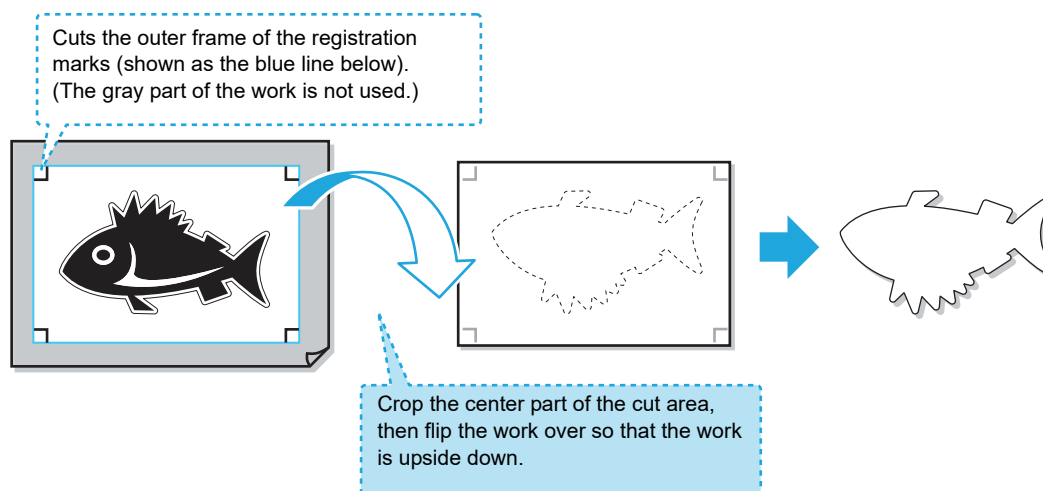 Cuts the outer frame of the registration
marks (shown as the blue line below).
(The gray part of the work is not used.)
Crop the center part of the cut area,
then flip the work over so that the work
is upside down.